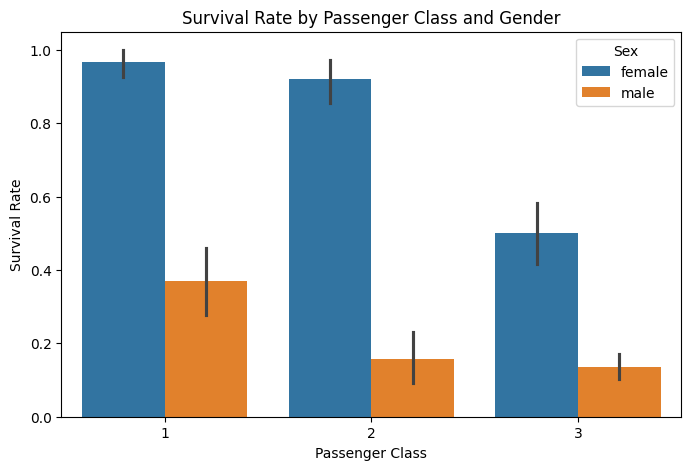 Survival Rate by Passenger Class and Gender
Survival Rate
1.0
0.8
0.6
0.4
0.2
0.0
Sex
female
male
1
2
3
Passenger Class